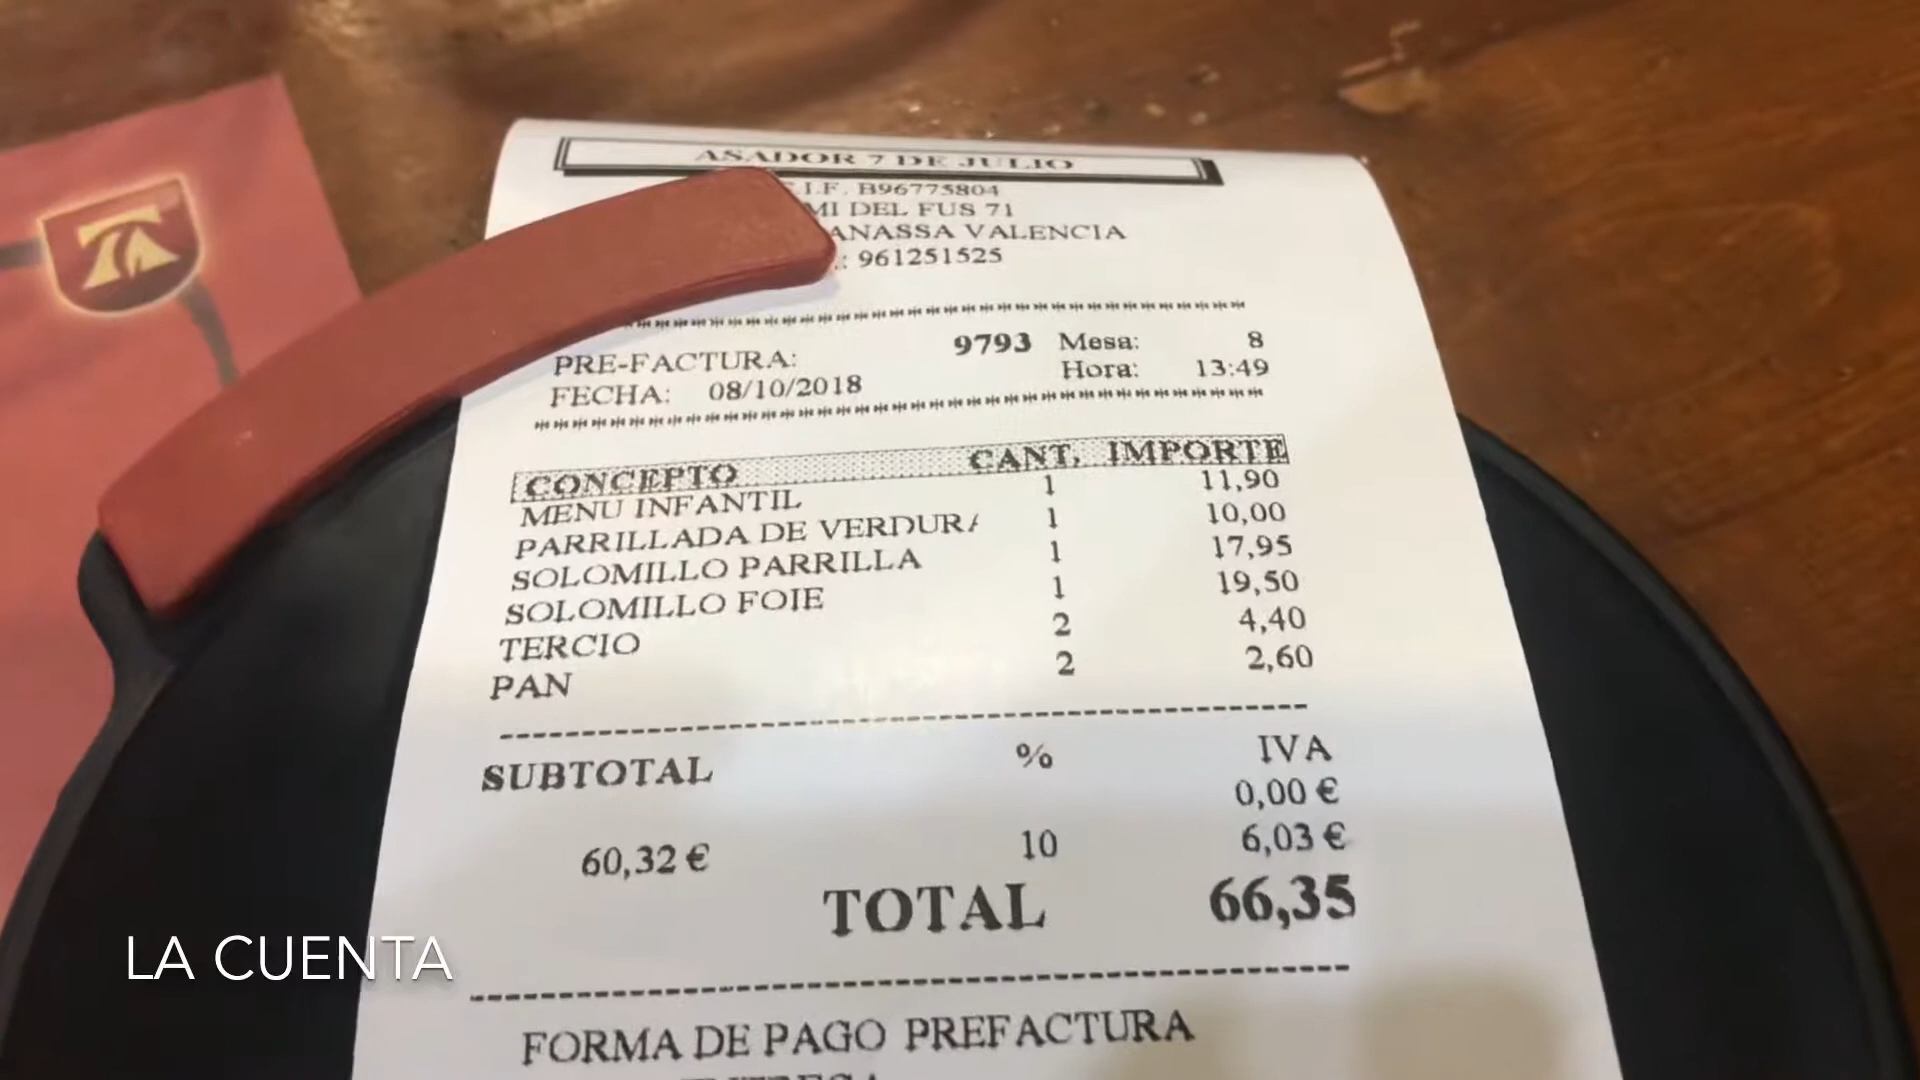 ASADOR 7 DE JULIO
C.I.F. B96775804
MI DEL FUS 71
ANASSA VALENCIA
.: 961251525
PRE-FACTURA: 9793 Mesa: 8
FECHA: 08/10/2018 Hora: 13:49
CONCEPTO CANT. IMPORTE
MENU INFANTIL 1 11,90
PARRILLADA DE VERDURA 1 10,00
SOLOMILLO PARRILLA 1 17,95
SOLOMILLO FOIE 1 19,50
TERCIO 2 4,40
PAN 2 2,60
SUBTOTAL % IVA
0,00 €
60,32 € 10 6,03 €
TOTAL 66,35
FORMA DE PAGO PREFACTURA
LA CUENTA